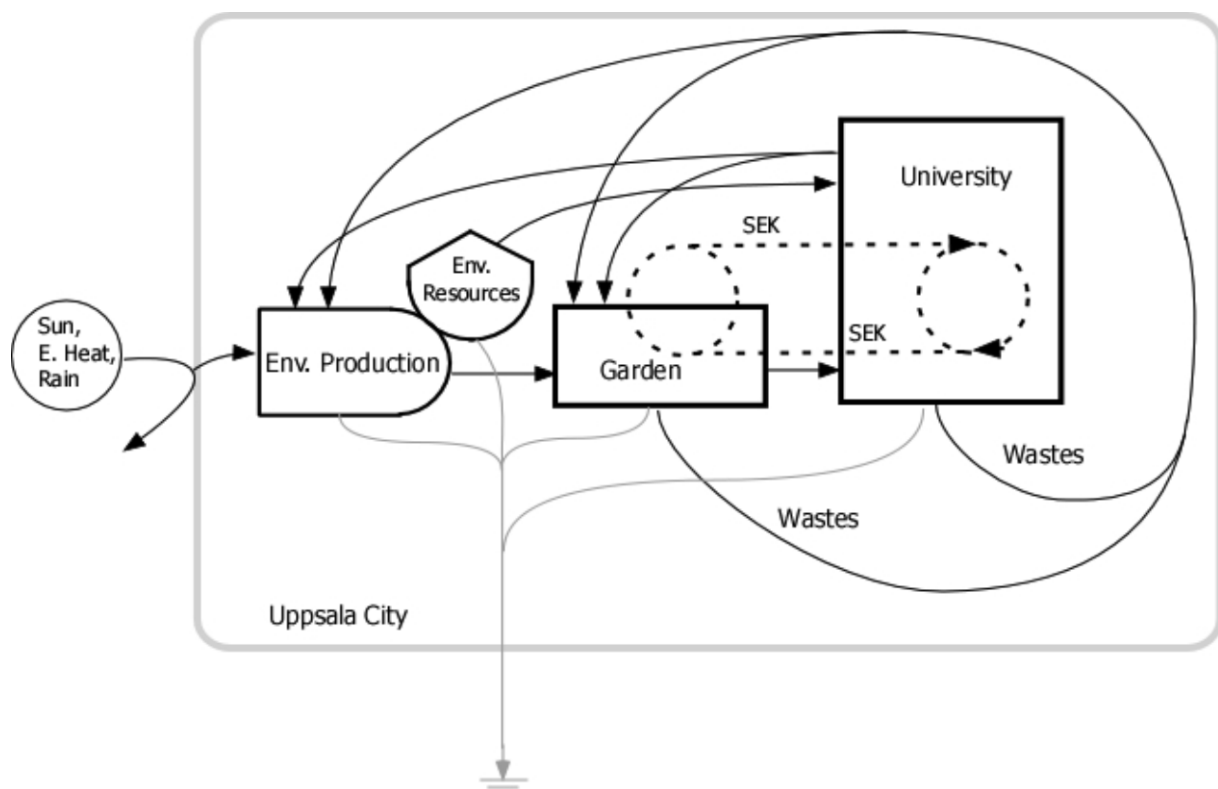 University
SEK
Env.
Resources
Sun,
E. Heat,
Rain
SEK
Env. Production
Garden
Wastes
Wastes
Uppsala City